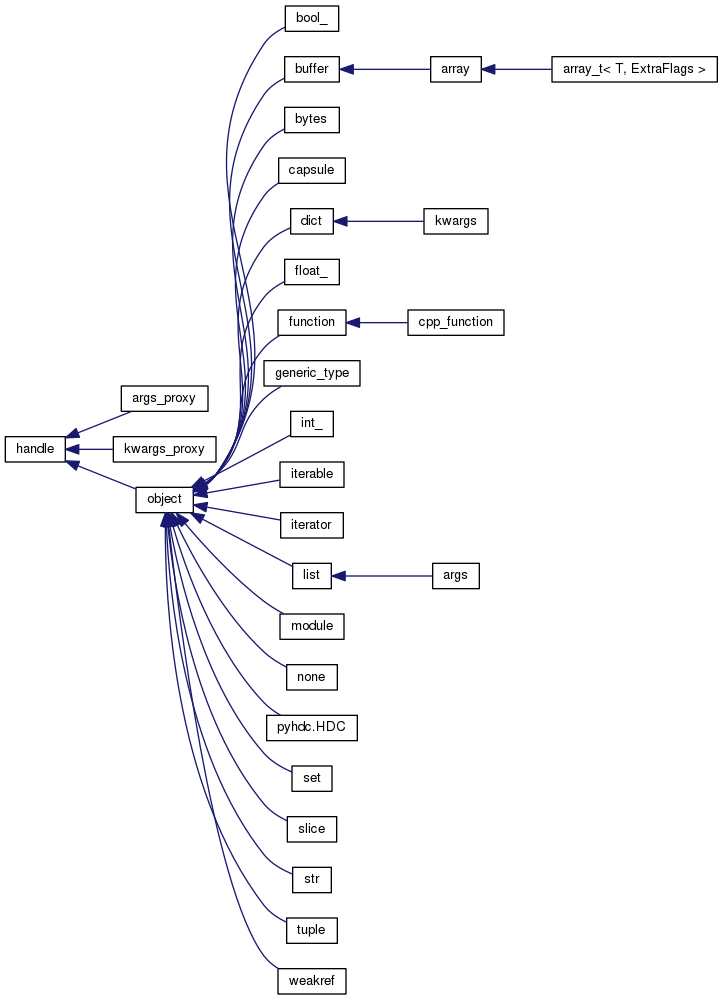 bool_
buffer
array
array_t< T, ExtraFlags >
bytes
capsule
dict
kwargs
float_
function
cpp_function
generic_type
args_proxy
int_
handle
kwargs_proxy
iterable
object
iterator
list
args
module
none
pyhdc.HDC
set
slice
str
tuple
weakref